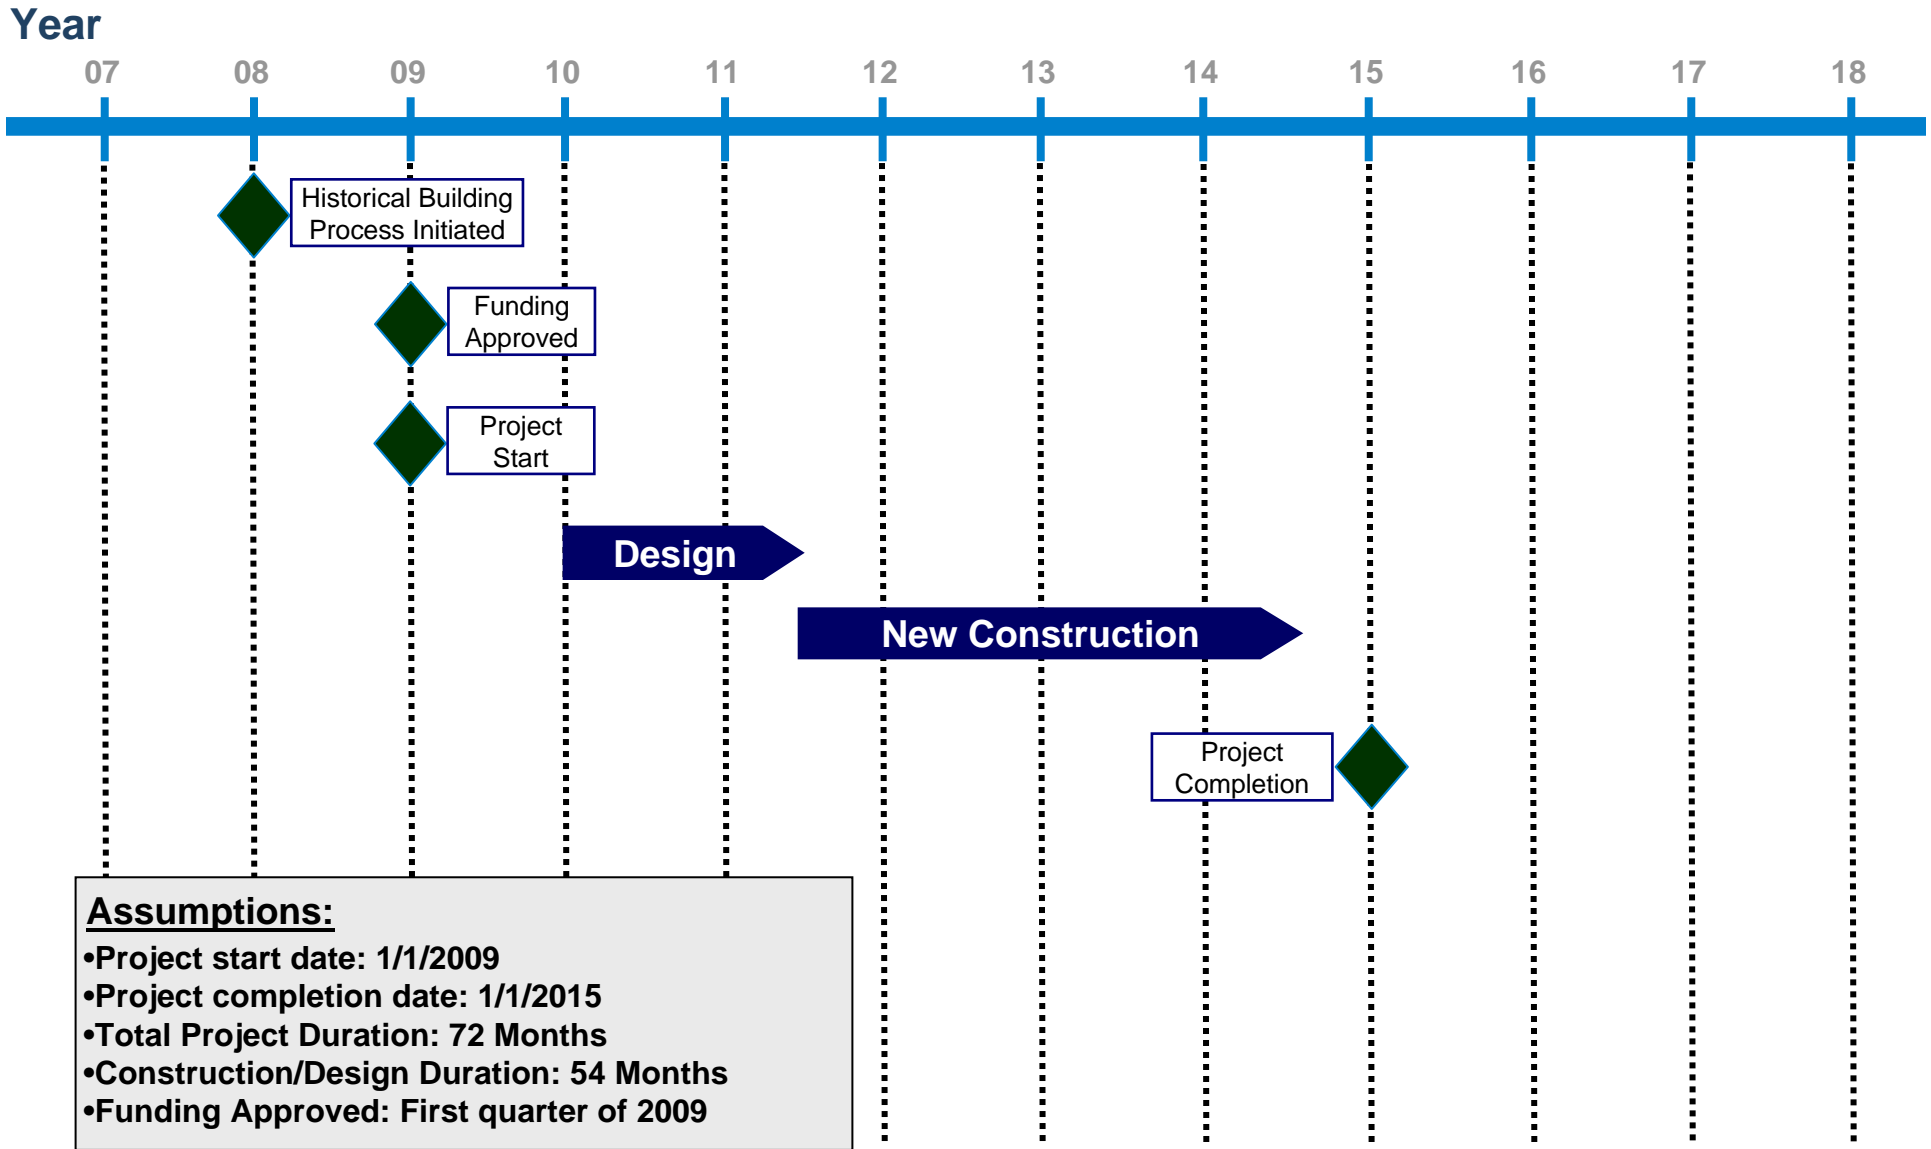 Year
07 08 09 10 11 12 13 14 15 16 17 18
Historical Building
Process Initiated
Funding
Approved
Project
Start
Design
New Construction
Project
Completion
Assumptions:
•Project start date: 1/1/2009
•Project completion date: 1/1/2015
•Total Project Duration: 72 Months
•Construction/Design Duration: 54 Months
•Funding Approved: First quarter of 2009